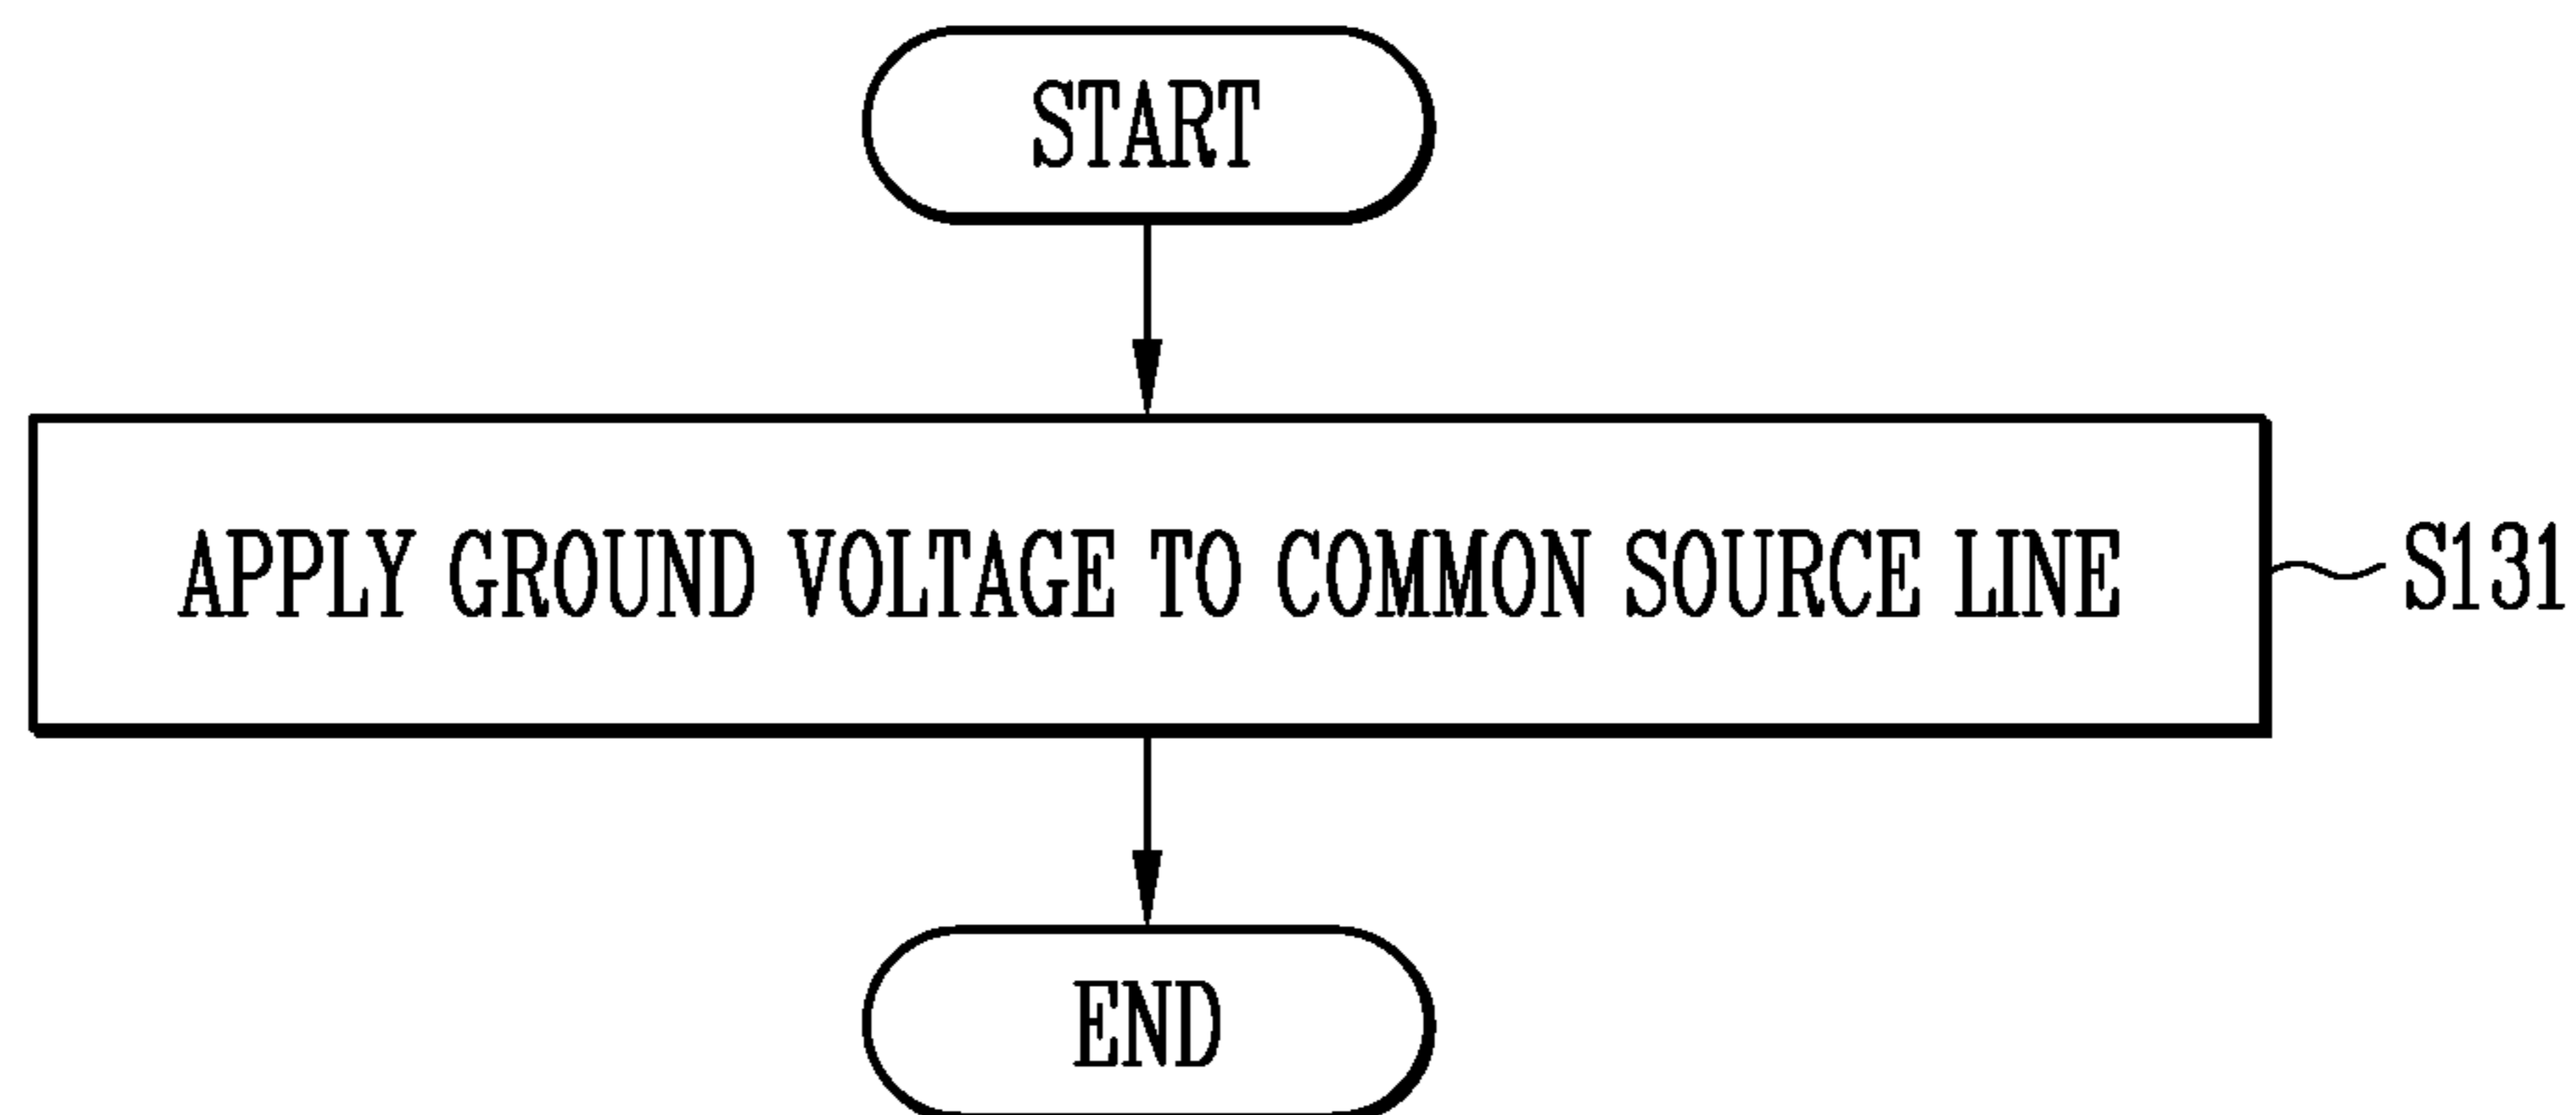 START
APPLY GROUND VOLTAGE TO COMMON SOURCE LINE
S131
END